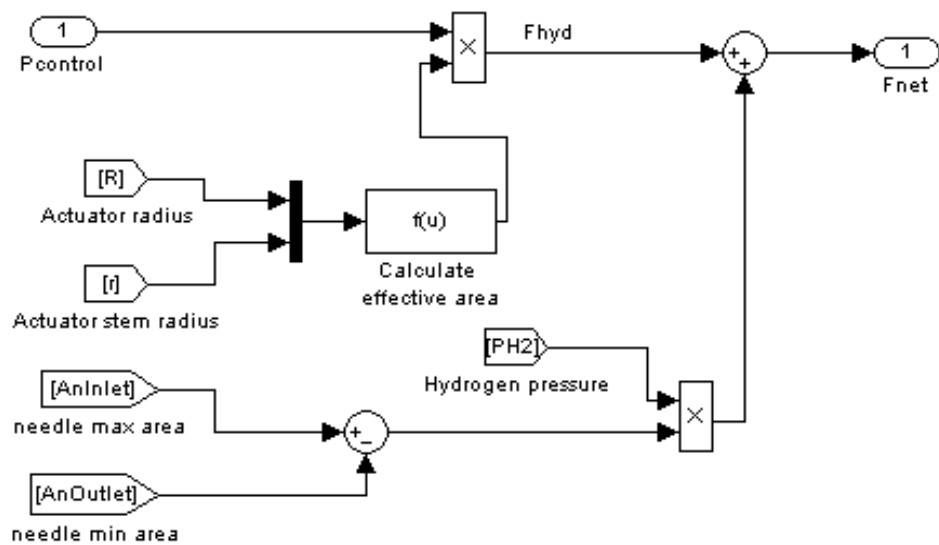 1
Pcontrol
×
Fhyd
+
+
1
Fnet
[R]
Actuator radius
f(u)
Calculate
effective area
[r]
Actuator stem radius
[PH2]
Hydrogen pressure
[AnInlet]
needle max area
×
+
−
[AnOutlet]
needle min area